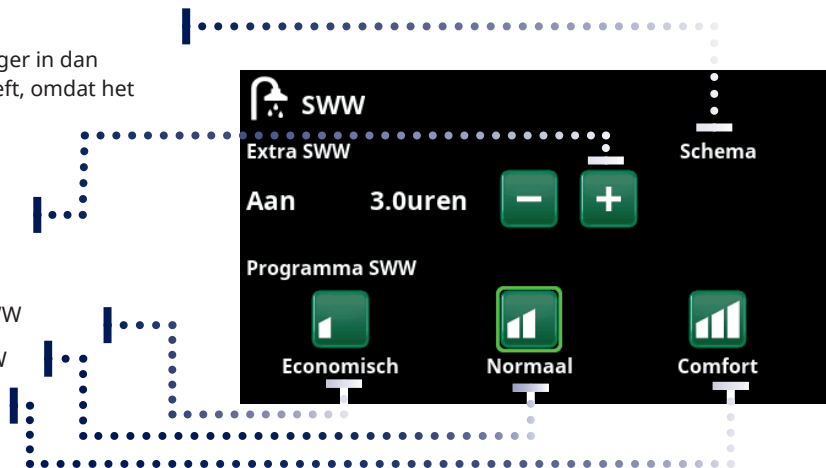 ger in dan
eft, omdat het
SWW
Extra SWW
Schema
Aan 3.0uren − +
Programma SWW
Economisch Normaal Comfort